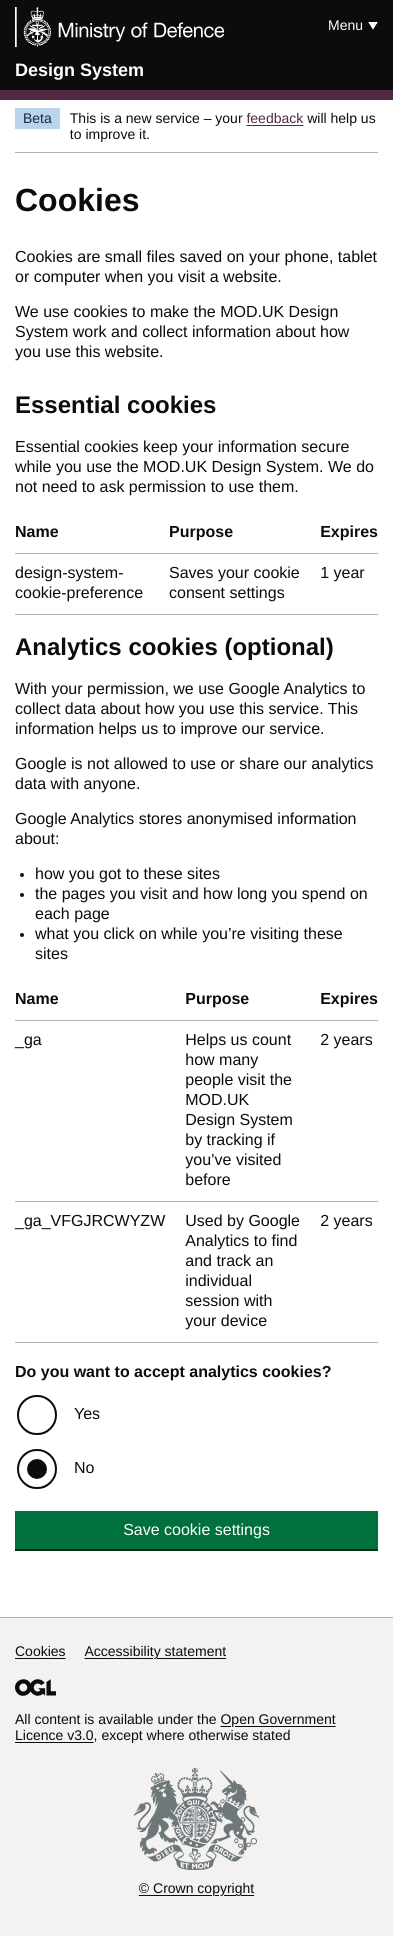 Ministry of Defence
Menu
Design System
Beta
This is a new service – your feedback will help us
to improve it.
Cookies
Cookies are small files saved on your phone, tablet
or computer when you visit a website.
We use cookies to make the MOD.UK Design
System work and collect information about how
you use this website.
Essential cookies
Essential cookies keep your information secure
while you use the MOD.UK Design System. We do
not need to ask permission to use them.
Name Purpose Expires
design-system- Saves your cookie 1 year
cookie-preference consent settings
Analytics cookies (optional)
With your permission, we use Google Analytics to
collect data about how you use this service. This
information helps us to improve our service.
Google is not allowed to use or share our analytics
data with anyone.
Google Analytics stores anonymised information
about:
• how you got to these sites
• the pages you visit and how long you spend on
each page
• what you click on while you’re visiting these
sites
Name Purpose Expires
_ga Helps us count 2 years
how many
people visit the
MOD.UK
Design System
by tracking if
you’ve visited
before
_ga_VFGJRCWYZW Used by Google 2 years
Analytics to find
and track an
individual
session with
your device
Do you want to accept analytics cookies?
Yes
No
Save cookie settings
Cookies Accessibility statement
OGL
All content is available under the Open Government
Licence v3.0, except where otherwise stated
DIEU ET MON DROIT
© Crown copyright